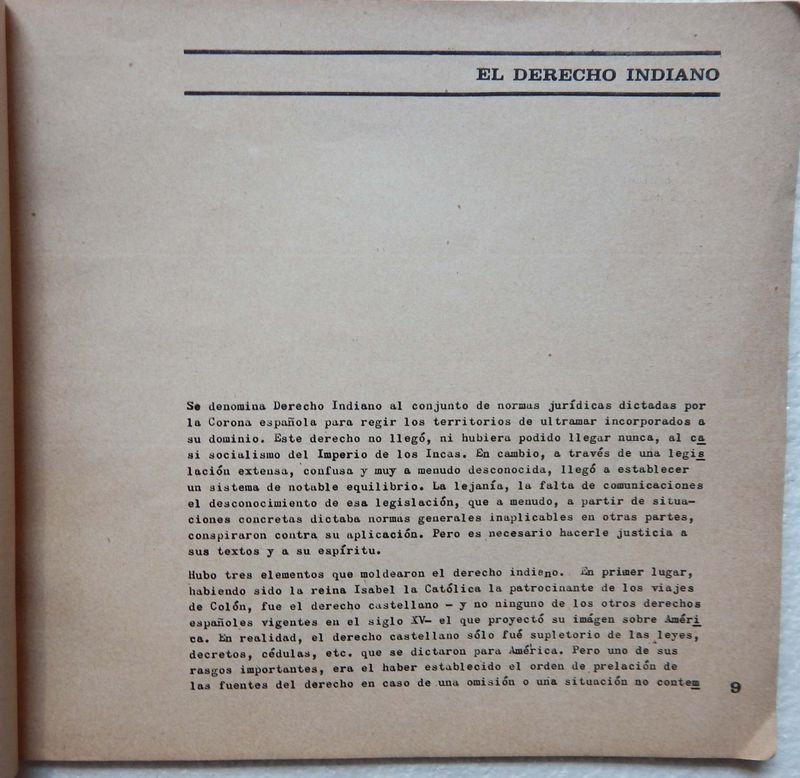 EL DERECHO INDIANO
Se denomina Derecho Indiano al conjunto de normas jurídicas dictadas por
la Corona española para regir los territorios de ultramar incorporados a
su dominio. Este derecho no llegó, ni hubiera podido llegar nunca, al ca
si socialismo del Imperio de los Incas. En cambio, a través de una legis
lación extensa, confusa y muy a menudo desconocida, llegó a establecer
un sistema de notable equilibrio. La lejanía, la falta de comunicaciones
el desconocimiento de esa legislación, que a menudo, a partir de situa-
ciones concretas dictaba normas generales inaplicables en otras partes,
conspiraron contra su aplicación. Pero es necesario hacerle justicia a
sus textos y a su espíritu.
Hubo tres elementos que moldearon el derecho indieno. En primer lugar,
habiendo sido la reina Isabel la Católica la patrocinante de los viajes
de Colón, fue el derecho castellano - y no ninguno de los otros derechos
españoles vigentes en el siglo XV- el que proyectó su imágen sobre Améri
ca. En realidad, el derecho castellano sólo fué supletorio de las leyes,
decretos, cédulas, etc. que se dictaron para América. Pero uno de sus
rasgos importantes, era el haber establecido el orden de prelación de
las fuentes del derecho en caso de una omisión o una situación no contem
9